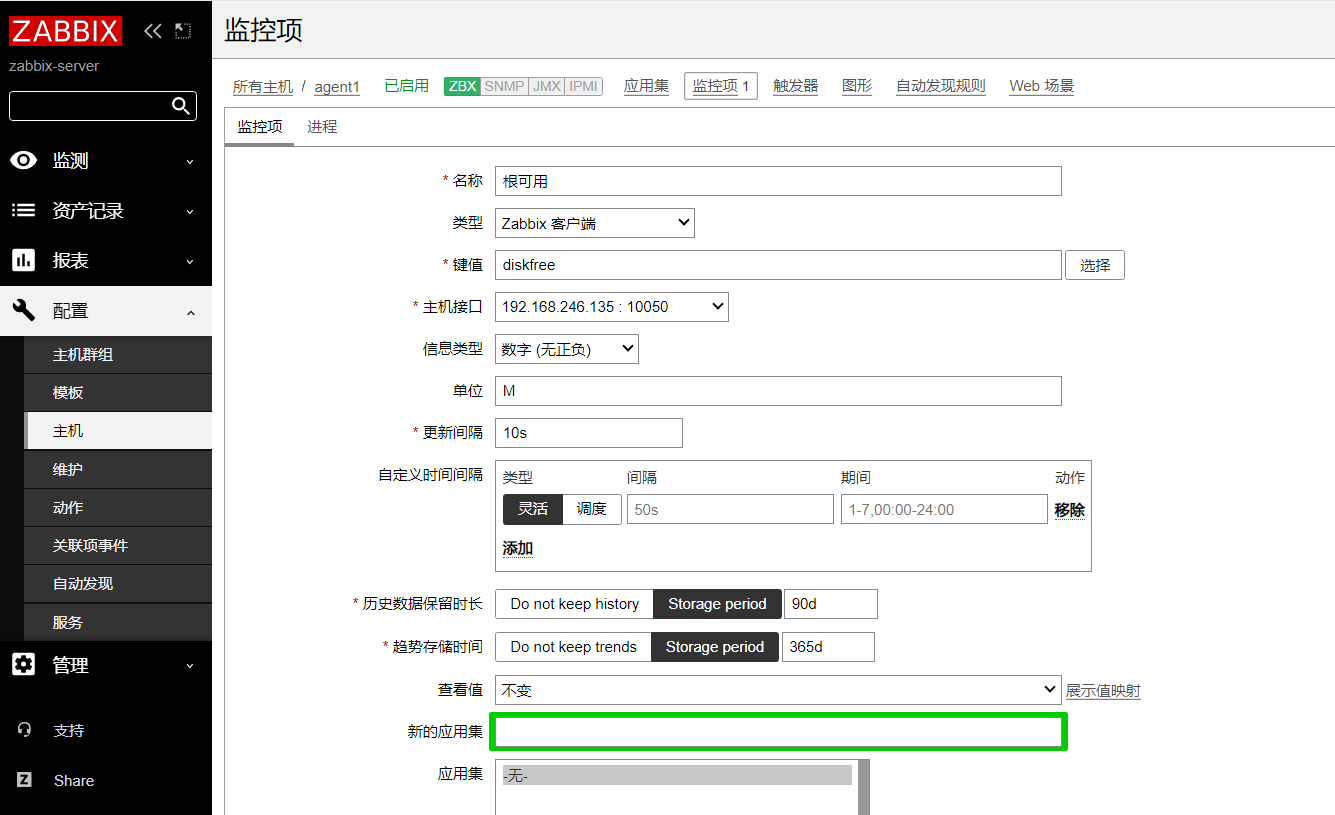 ZABBIX
zabbix-server
监测
资产记录
报表
配置
主机群组
模板
主机
维护
动作
关联项事件
自动发现
服务
管理
支持
Z Share
监控项
所有主机 / agent1 已启用 ZBX SNMP JMX IPMI 应用集 监控项 1 触发器 图形 自动发现规则 Web 场景
监控项 进程
* 名称 根可用
类型 Zabbix 客户端
* 键值 diskfree 选择
* 主机接口 192.168.246.135 : 10050
信息类型 数字 (无正负)
单位 M
* 更新间隔 10s
自定义时间间隔 类型 间隔 期间 动作
灵活 调度 50s 1-7,00:00-24:00 移除
添加
* 历史数据保留时长 Do not keep history Storage period 90d
* 趋势存储时间 Do not keep trends Storage period 365d
查看值 不变 展示值映射
新的应用集
应用集 -无-